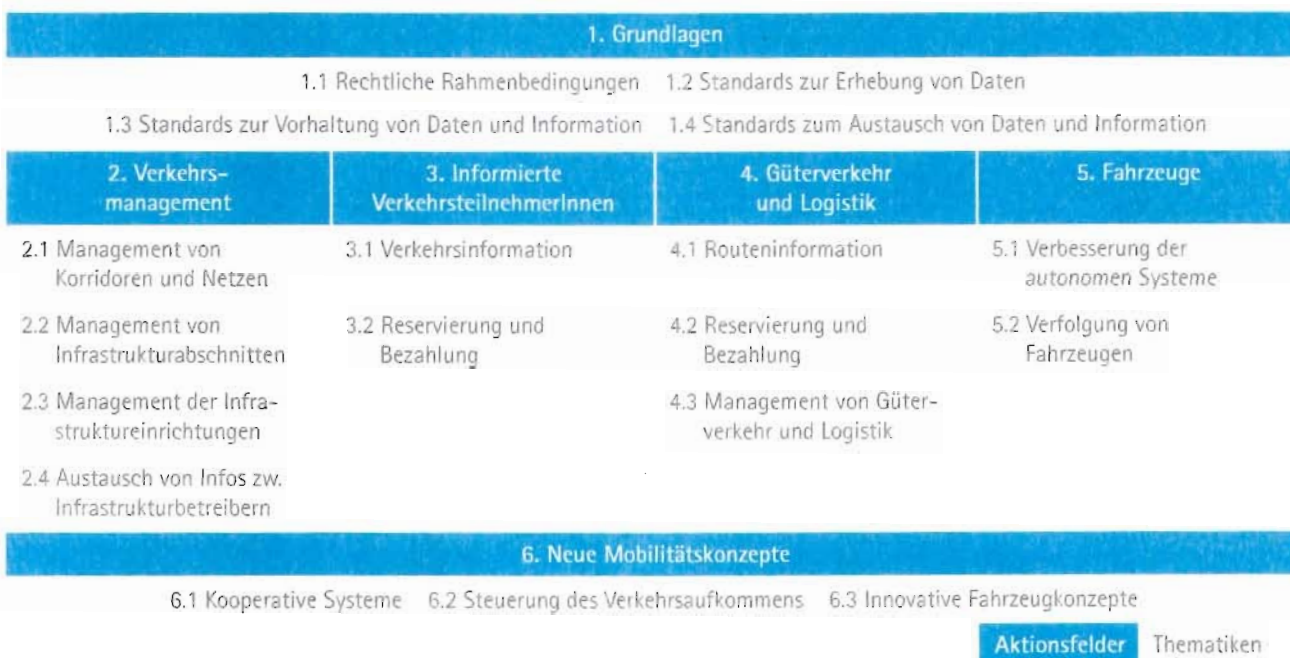 1. Grundlagen
1.1 Rechtliche Rahmenbedingungen 1.2 Standards zur Erhebung von Daten
1.3 Standards zur Vorhaltung von Daten und Information 1.4 Standards zum Austausch von Daten und Information
2. Verkehrs-
management
3. Informierte
VerkehrsteilnehmerInnen
4. Güterverkehr
und Logistik
5. Fahrzeuge
2.1 Management von
Korridoren und Netzen
2.2 Management von
Infrastrukturabschnitten
2.3 Management der Infra-
struktureinrichtungen
2.4 Austausch von Infos zw.
Infrastrukturbetreibern
3.1 Verkehrsinformation
3.2 Reservierung und
Bezahlung
4.1 Routeninformation
4.2 Reservierung und
Bezahlung
4.3 Management von Güter-
verkehr und Logistik
5.1 Verbesserung der
autonomen Systeme
5.2 Verfolgung von
Fahrzeugen
6. Neue Mobilitätskonzepte
6.1 Kooperative Systeme 6.2 Steuerung des Verkehrsaufkommens 6.3 Innovative Fahrzeugkonzepte
Aktionsfelder Thematiken